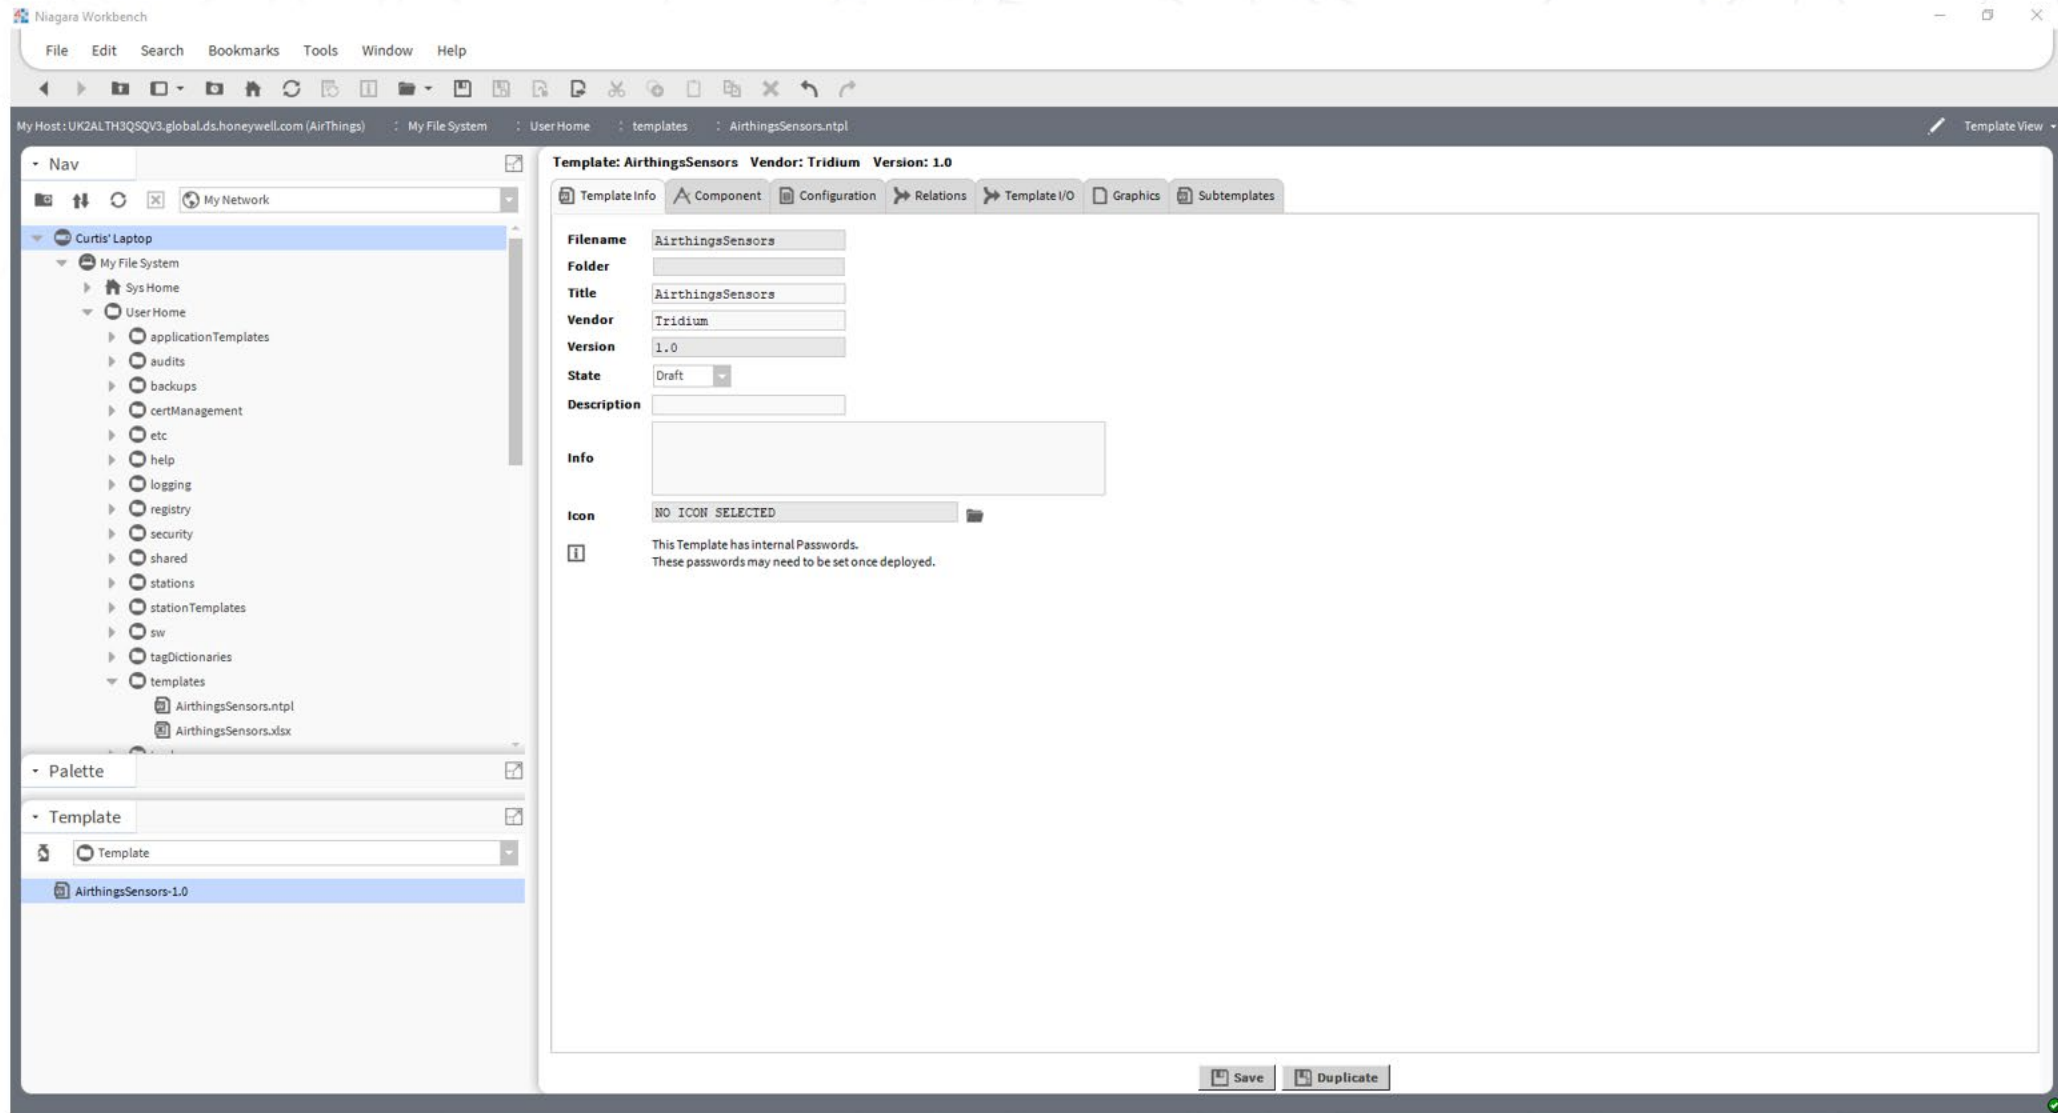 Niagara Workbench
File Edit Search Bookmarks Tools Window Help
My Host : UK2ALTH3QSQV3.global.ds.honeywell.com (AirThings) : My File System : User Home : templates : AirthingsSensors.ntpl Template View
Nav
My Network
Curtis' Laptop
My File System
Sys Home
User Home
applicationTemplates
audits
backups
certManagement
etc
help
logging
registry
security
shared
stations
stationTemplates
sw
tagDictionaries
templates
AirthingsSensors.ntpl
AirthingsSensors.xlsx
Palette
Template
Template
AirthingsSensors-1.0
Template: AirthingsSensors Vendor: Tridium Version: 1.0
Template Info Component Configuration Relations Template I/O Graphics Subtemplates
Filename AirthingsSensors
Folder
Title AirthingsSensors
Vendor Tridium
Version 1.0
State Draft
Description
Info
Icon NO ICON SELECTED
This Template has internal Passwords.
These passwords may need to be set once deployed.
Save Duplicate